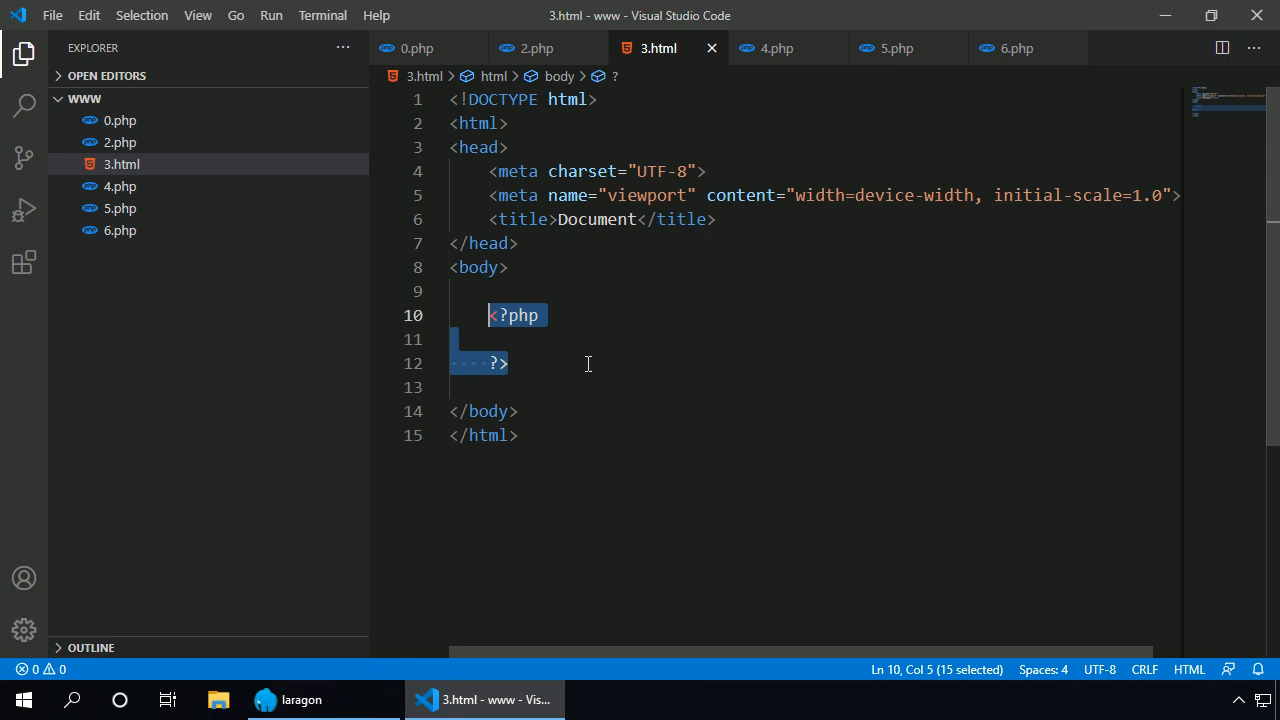 File Edit Selection View Go Run Terminal Help 3.html - www - Visual Studio Code
EXPLORER
0.php 2.php 3.html 4.php 5.php 6.php
OPEN EDITORS
3.html > html > body > ?
WWW
0.php
2.php
3.html
4.php
5.php
6.php
1 <!DOCTYPE html>
2 <html>
3 <head>
4 <meta charset="UTF-8">
5 <meta name="viewport" content="width=device-width, initial-scale=1.0">
6 <title>Document</title>
7 </head>
8 <body>
9
10 <?php
11
12 ?>
13
14 </body>
15 </html>
OUTLINE
0 0 Ln 10, Col 5 (15 selected) Spaces: 4 UTF-8 CRLF HTML
laragon 3.html - www - Vis...